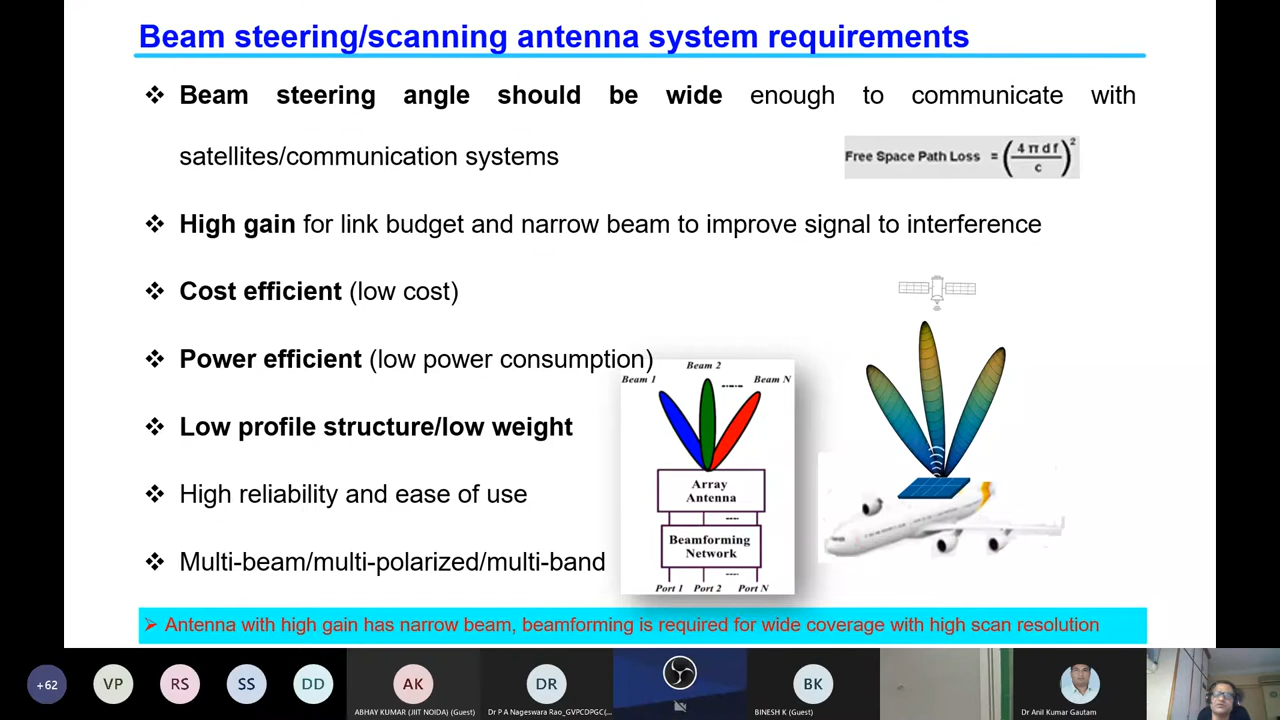 Beam steering/scanning antenna system requirements
❖ Beam steering angle should be wide enough to communicate with
satellites/communication systems
Free Space Path Loss = (4 π df / c)²
❖ High gain for link budget and narrow beam to improve signal to interference
❖ Cost efficient (low cost)
❖ Power efficient (low power consumption)
Beam 1 Beam 2 Beam N
❖ Low profile structure/low weight
Array
Antenna
❖ High reliability and ease of use
Beamforming
Network
❖ Multi-beam/multi-polarized/multi-band
Port 1 Port 2 Port N
➢ Antenna with high gain has narrow beam, beamforming is required for wide coverage with high scan resolution
+62 VP RS SS DD AK DR BK
ABHAY KUMAR (JIIT NOIDA) (Guest) Dr P A Nageswara Rao_GVPCDPGC(... BINESH K (Guest) Dr Anil Kumar Gautam